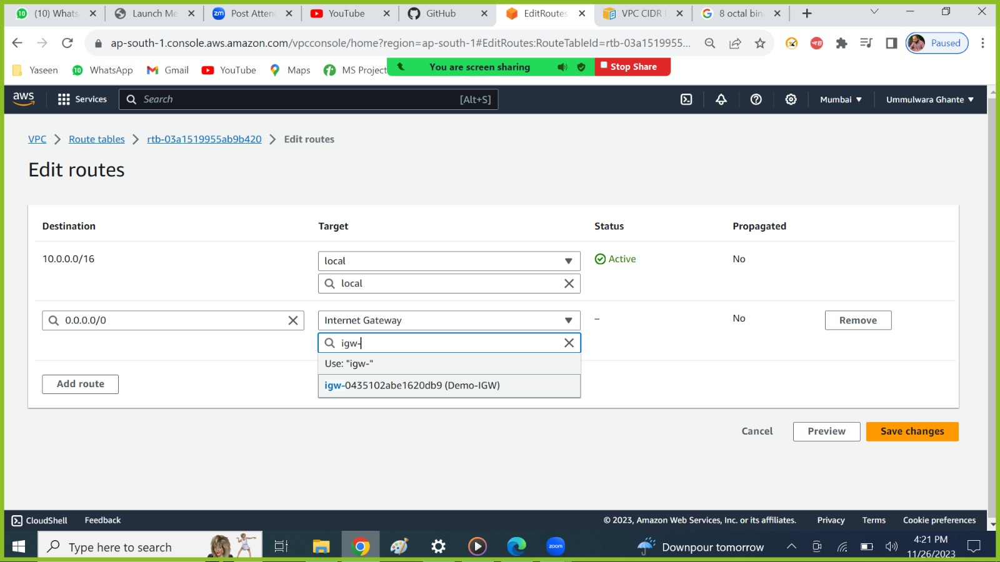 (10) Whats
Launch Me
zm Post Atten
YouTube
GitHub
EditRoutes
VPC CIDR
8 octal bin
ap-south-1.console.aws.amazon.com/vpcconsole/home?region=ap-south-1#EditRoutes:RouteTableId=rtb-03a1519955...
Paused
Yaseen
WhatsApp
Gmail
YouTube
Maps
MS Project
You are screen sharing
Stop Share
aws
Services
Search
[Alt+S]
Mumbai
Ummulwara Ghante
VPC > Route tables > rtb-03a1519955ab9b420 > Edit routes
Edit routes
Destination Target Status Propagated
10.0.0.0/16
local
Active
No
local
0.0.0.0/0
Internet Gateway
–
No
Remove
igw-
Use: "igw-"
igw-0435102abe1620db9 (Demo-IGW)
Add route
Cancel
Preview
Save changes
CloudShell
Feedback
© 2023, Amazon Web Services, Inc. or its affiliates.
Privacy
Terms
Cookie preferences
Type here to search
zoom
Downpour tomorrow
4:21 PM
11/26/2023